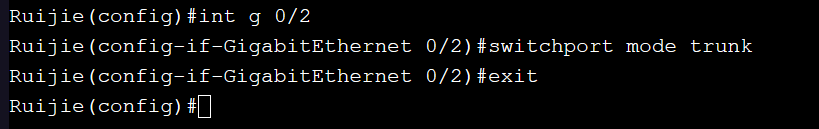 Ruijie(config)#int g 0/2
Ruijie(config-if-GigabitEthernet 0/2)#switchport mode trunk
Ruijie(config-if-GigabitEthernet 0/2)#exit
Ruijie(config)#